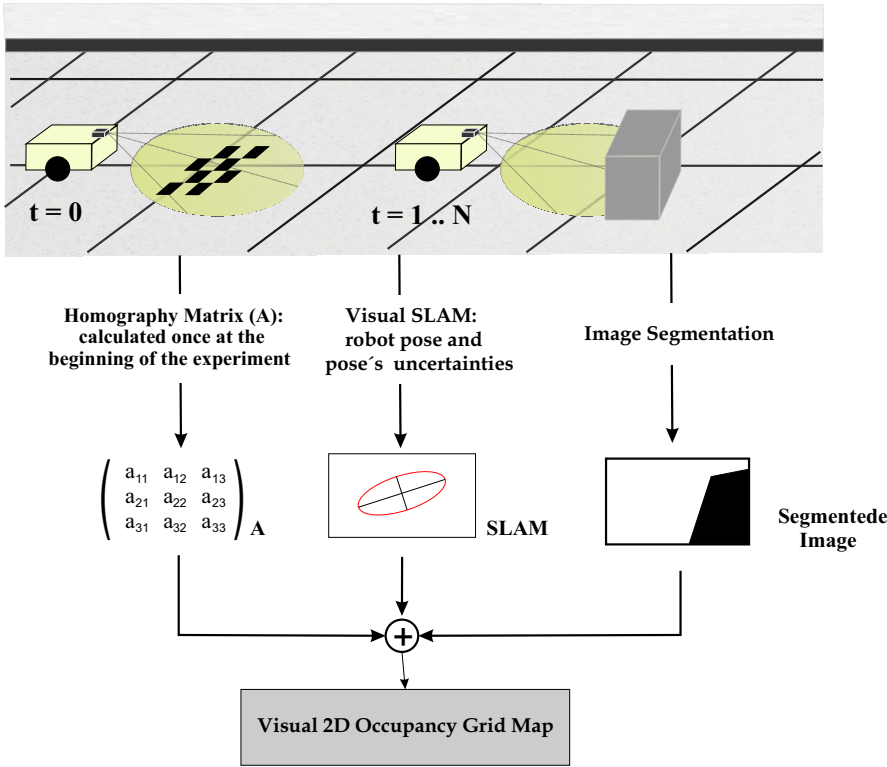 t = 0
t = 1 .. N
Homography Matrix (A):
calculated once at the
beginning of the experiment
Visual SLAM:
robot pose and
pose´s uncertainties
Image Segmentation
a11 a12 a13
a21 a22 a23
a31 a32 a33
A
SLAM
Segmentede
Image
+
Visual 2D Occupancy Grid Map